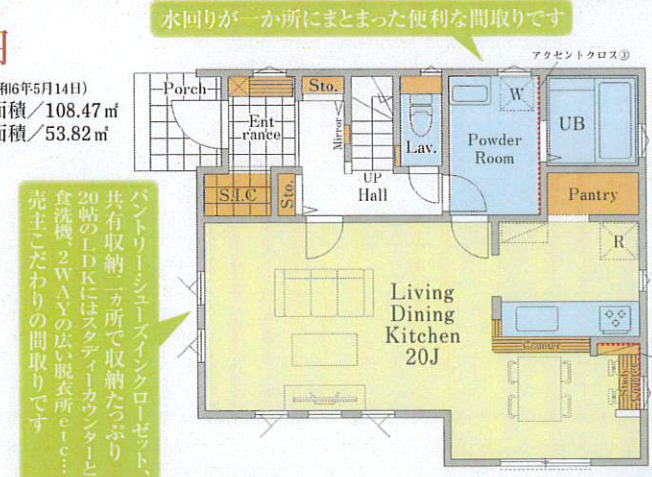 水回りが一か所にまとまった便利な間取りです
円
和6年5月14日)
面積／108.47㎡
面積／53.82㎡
アクセントクロス③
Porch
Ent
rance
Sto.
Mirror
Lav.
W
Powder
Room
UB
S.I.C
Sto.
UP
Hall
Pantry
R
Living
Dining
Kitchen
20J
Counter
Study
Counter
パントリー・シューズインクローゼット、
共有収納二ヵ所で収納たっぷり
20帖のLDKにはスタディーカウンターと
食洗機、2WAYの広い脱衣所etc…
売主こだわりの間取りです